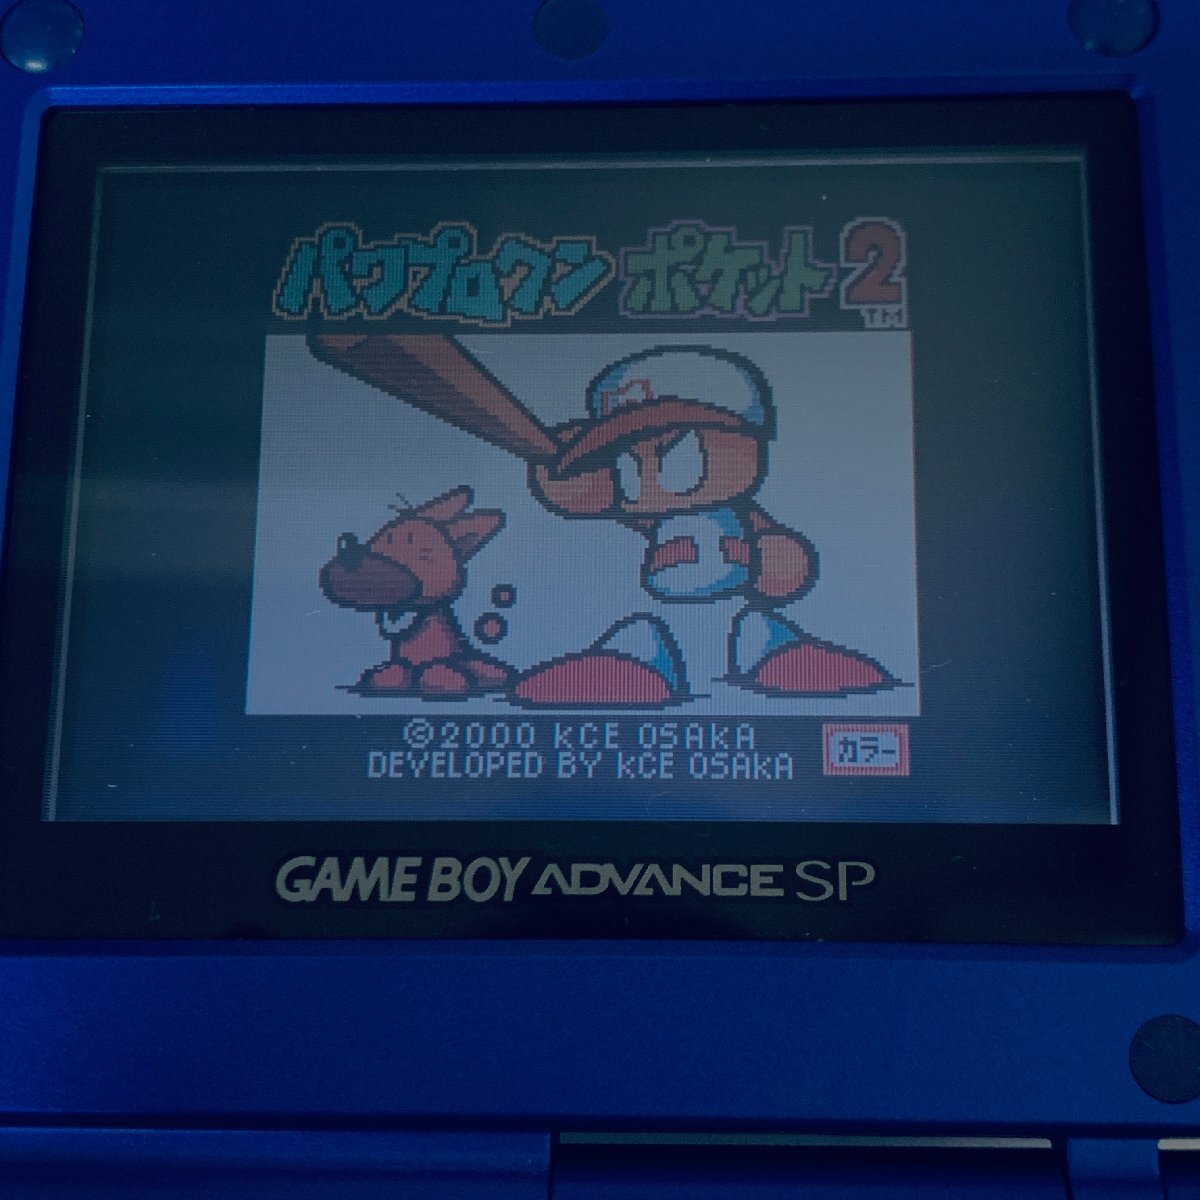 パワプロクン ポケット2
TM
©2000 KCE OSAKA
DEVELOPED BY KCE OSAKA
カラー
GAME BOY ADVANCE SP